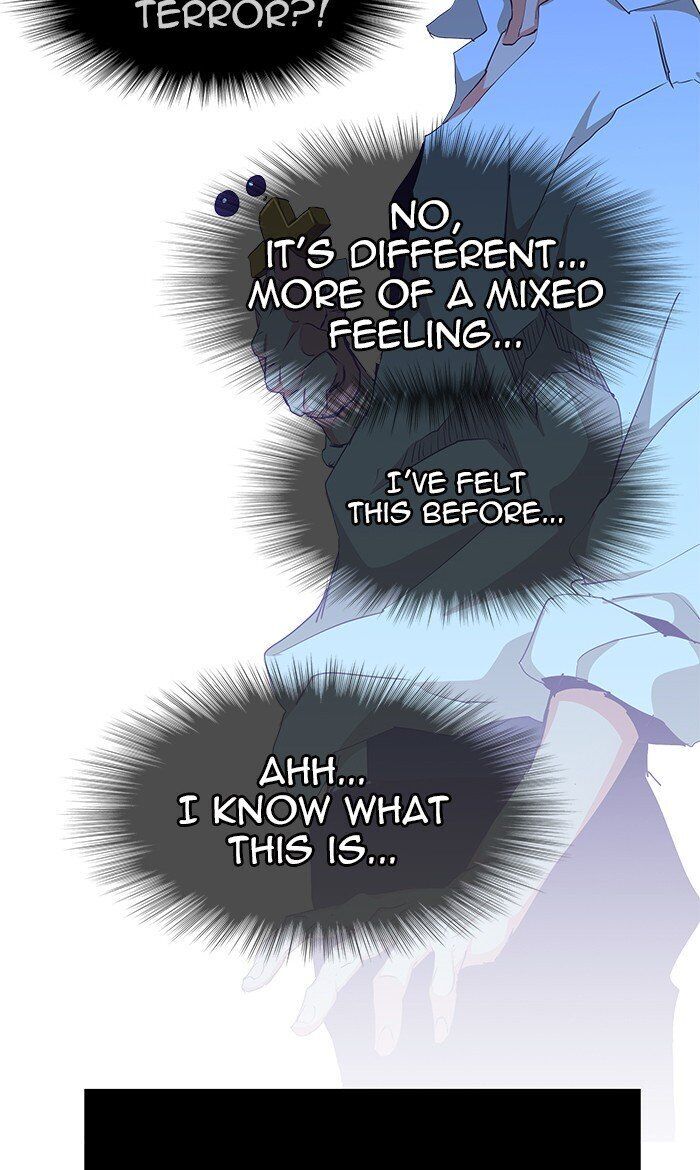 TERROR?!
NO,
IT'S DIFFERENT...
MORE OF A MIXED
FEELING...
I'VE FELT
THIS BEFORE...
AHH...
I KNOW WHAT
THIS IS...